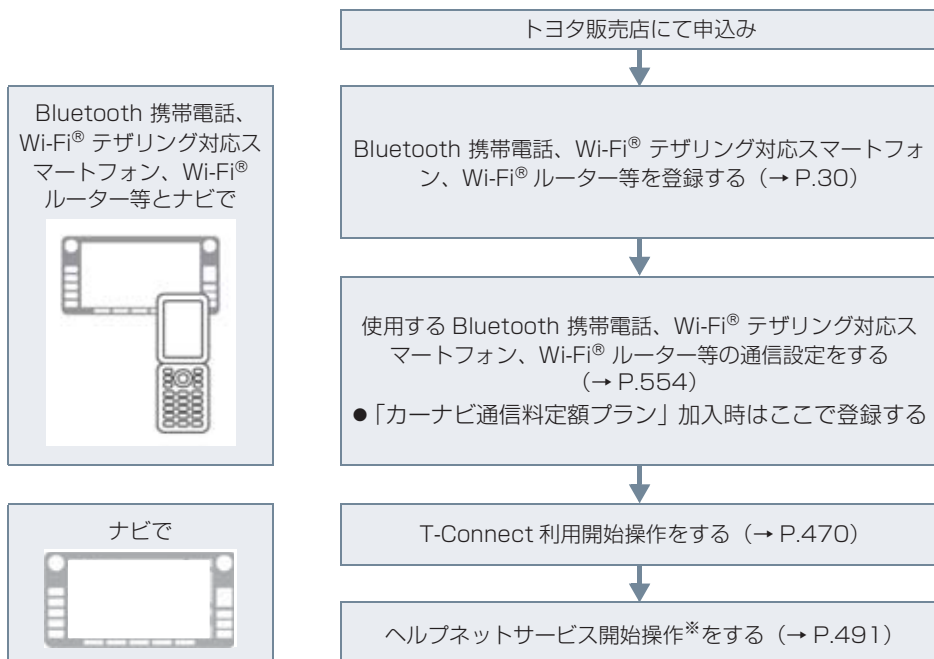 トヨタ販売店にて申込み
Bluetooth 携帯電話、
Wi-Fi® テザリング対応ス
マートフォン、Wi-Fi®
ルーター等とナビで
Bluetooth 携帯電話、Wi-Fi® テザリング対応スマートフォ
ン、Wi-Fi® ルーター等を登録する（→ P.30）
使用する Bluetooth 携帯電話、Wi-Fi® テザリング対応ス
マートフォン、Wi-Fi® ルーター等の通信設定をする
（→ P.554）
●「カーナビ通信料定額プラン」加入時はここで登録する
ナビで
T-Connect 利用開始操作をする（→ P.470）
ヘルプネットサービス開始操作※をする（→ P.491）